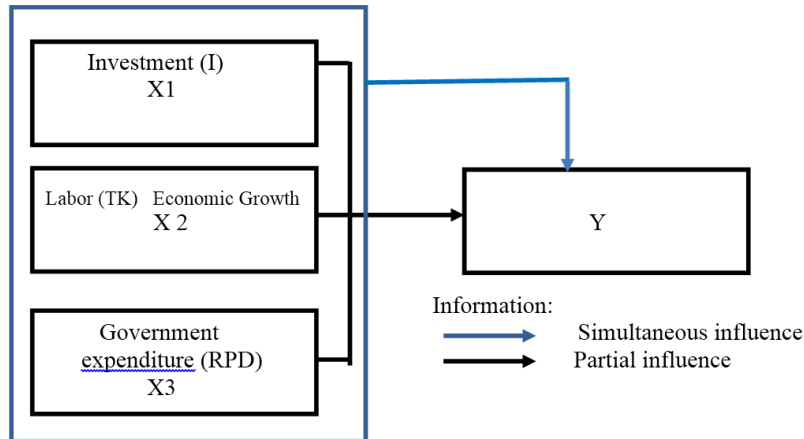 Investment (I)
X1
Labor (TK) Economic Growth
X 2
Y
Government
expenditure (RPD)
X3
Information:
Simultaneous influence
Partial influence